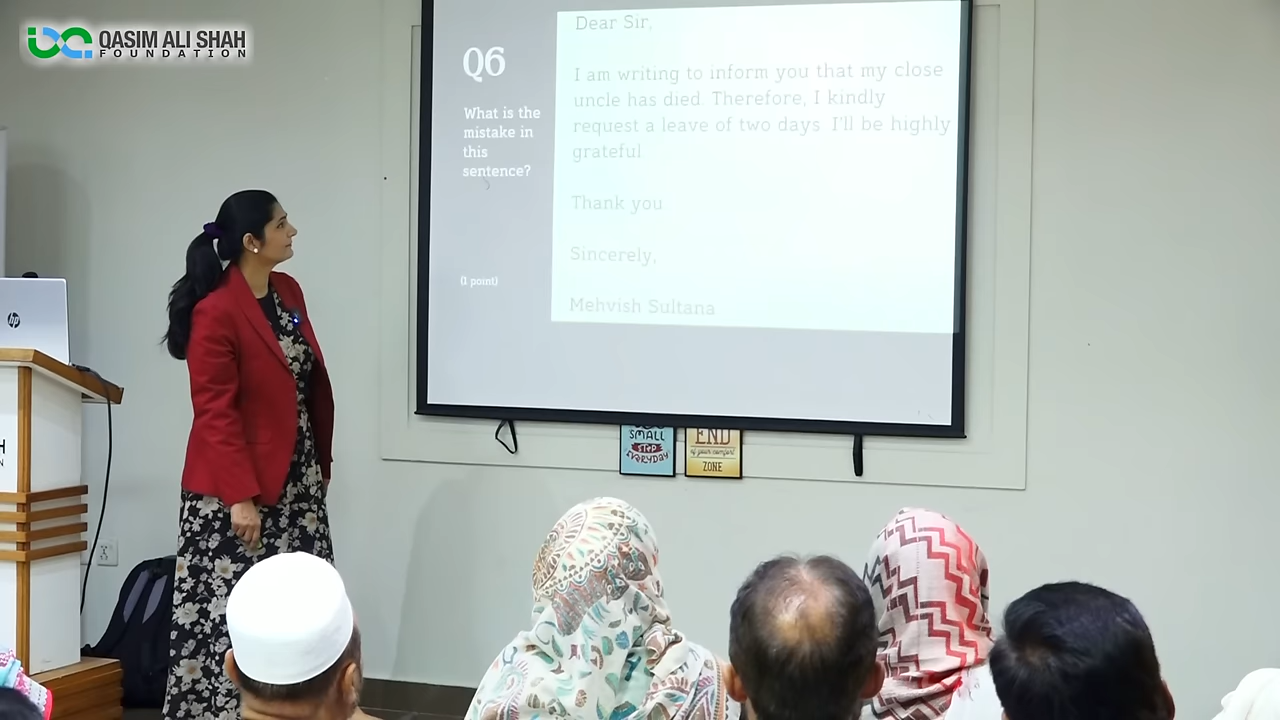 QASIM ALI SHAH
FOUNDATION
Q6
What is the
mistake in
this
sentence?
(1 point)
Dear Sir,
I am writing to inform you that my close
uncle has died. Therefore, I kindly
request a leave of two days. I'll be highly
grateful.
Thank you
Sincerely,
Mehvish Sultana
hp
SMALL
STEP
EVERYDAY
END
of your comfort
ZONE